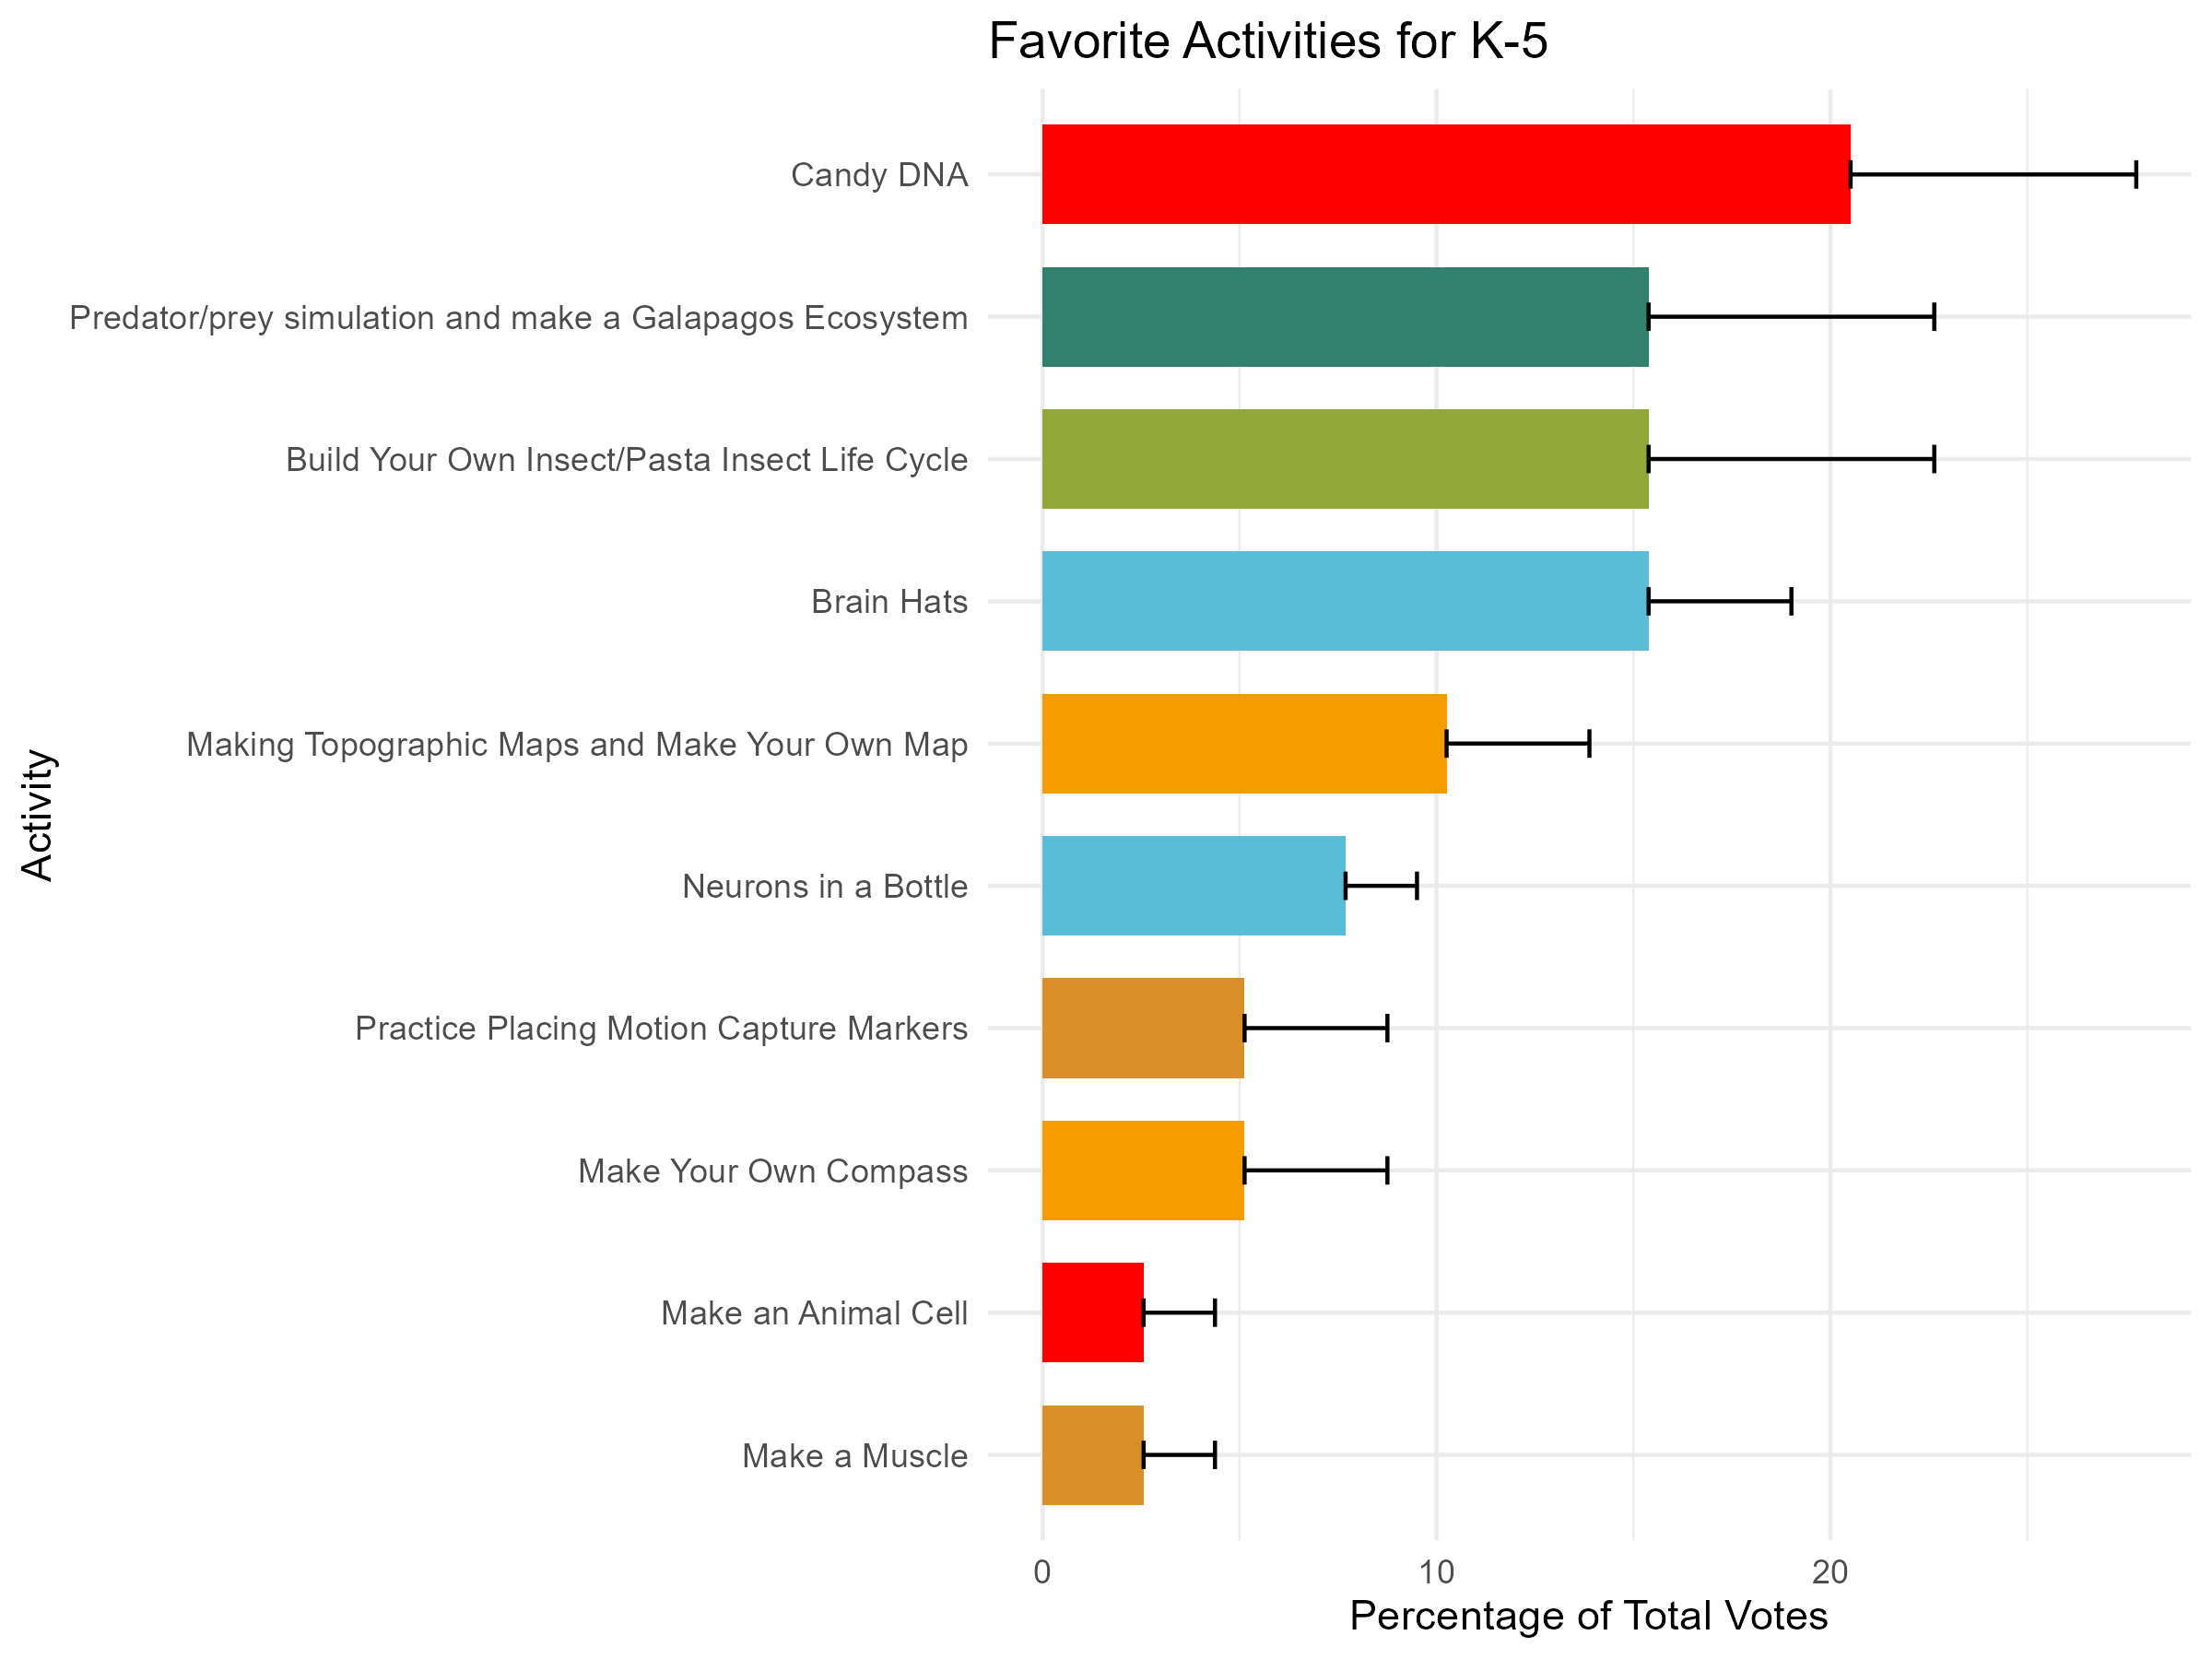 Favorite Activities for K-5
Candy DNA
Predator/prey simulation and make a Galapagos Ecosystem
Build Your Own Insect/Pasta Insect Life Cycle
Brain Hats
Making Topographic Maps and Make Your Own Map
Neurons in a Bottle
Practice Placing Motion Capture Markers
Make Your Own Compass
Make an Animal Cell
Make a Muscle
Activity
0 10 20
Percentage of Total Votes